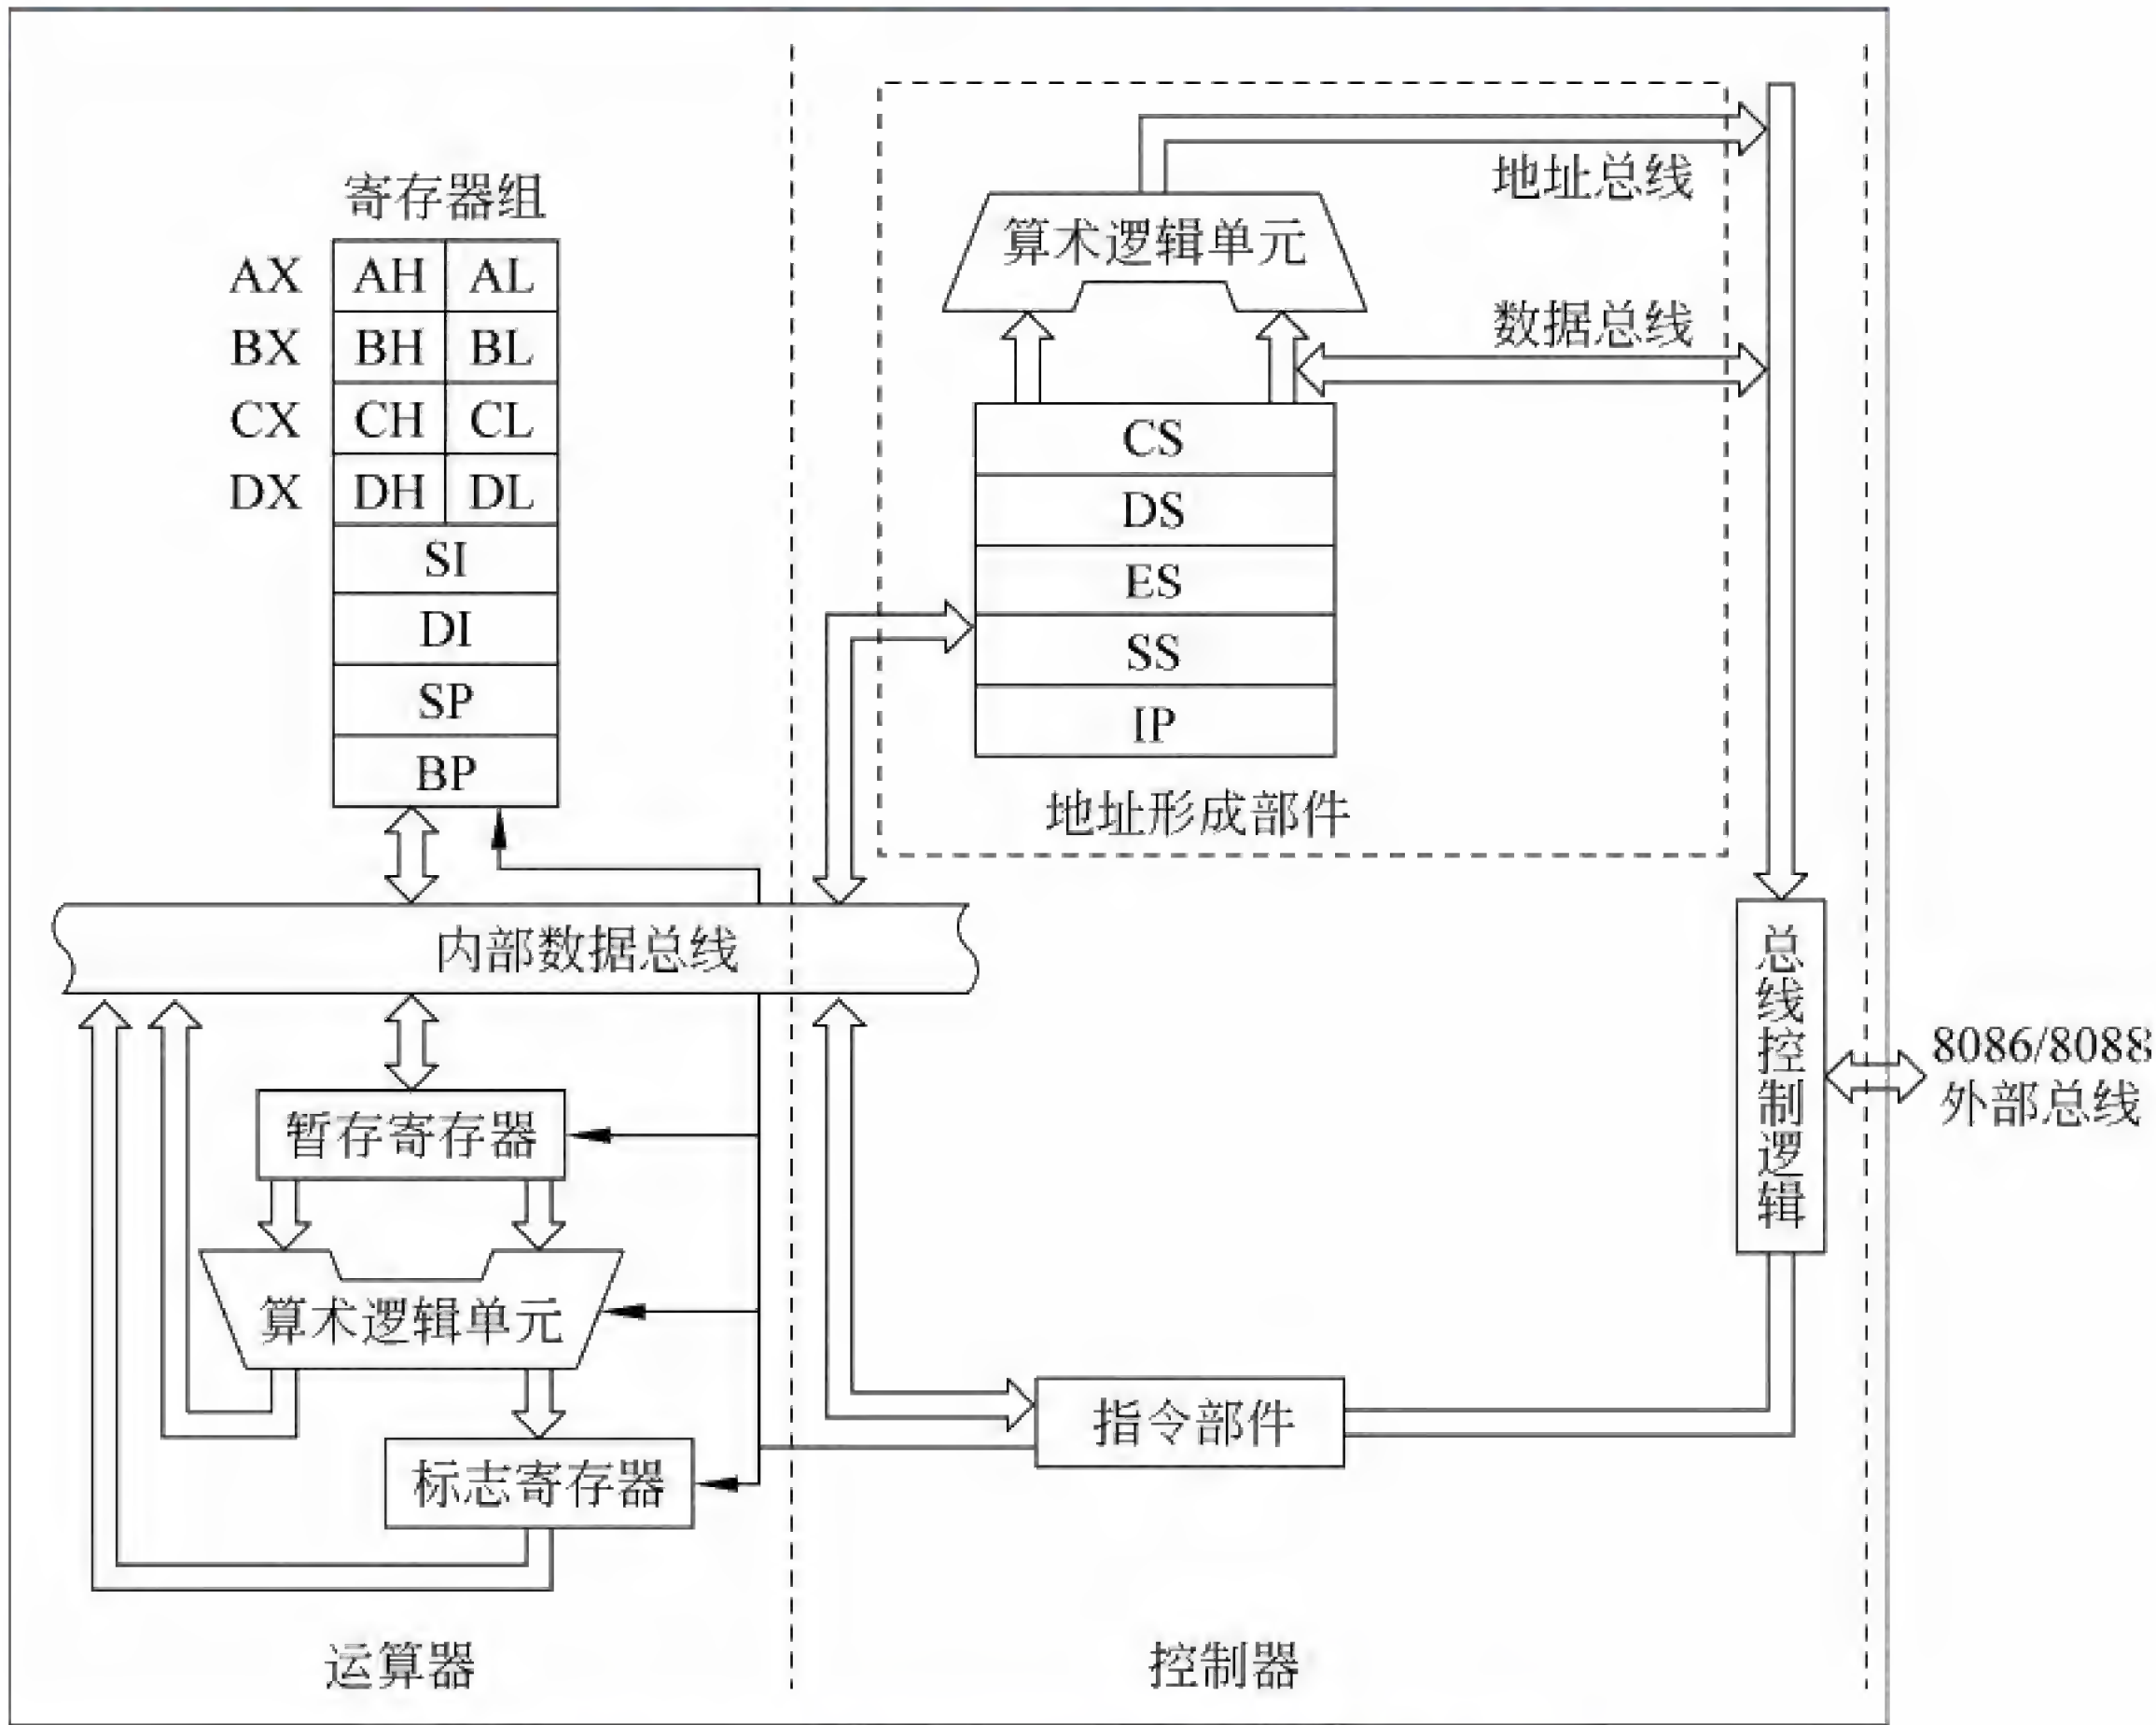 寄存器组
AX AH AL
BX BH BL
CX CH CL
DX DH DL
SI
DI
SP
BP
地址总线
算术逻辑单元
数据总线
CS
DS
ES
SS
IP
地址形成部件
内部数据总线
总线控制逻辑
8086/8088
外部总线
暂存寄存器
算术逻辑单元
指令部件
标志寄存器
运算器
控制器